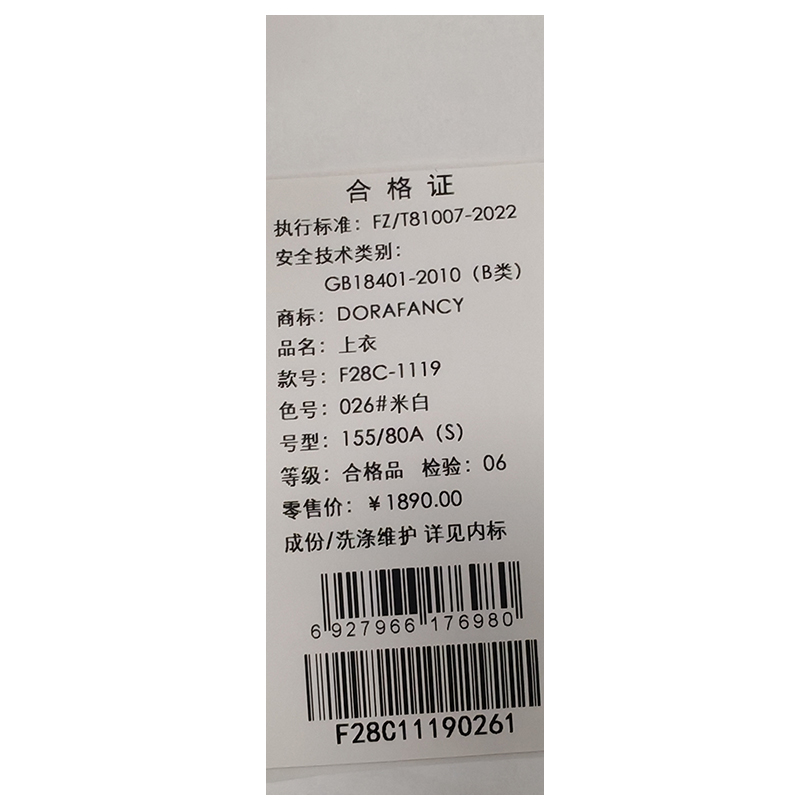 合格证
执行标准：FZ/T81007-2022
安全技术类别：
GB18401-2010（B类）
商标：DORAFANCY
品名：上衣
款号：F28C-1119
色号：026#米白
号型：155/80A（S）
等级：合格品 检验：06
零售价：￥1890.00
成份/洗涤维护 详见内标
6 927966 176980
F28C11190261